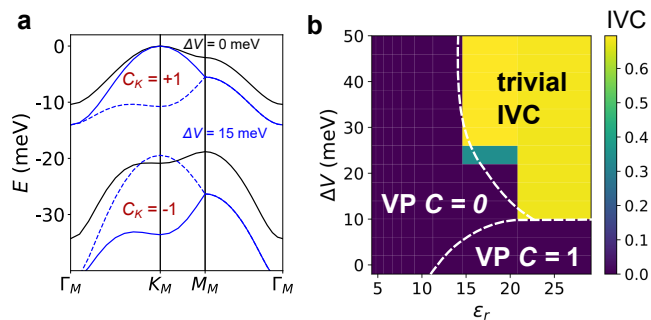 a
ΔV = 0 meV
C_K = +1
ΔV = 15 meV
C_K = -1
E (meV)
0
-10
-20
-30
Γ_M
K_M
M_M
Γ_M
b
IVC
trivial
IVC
VP C = 0
VP C = 1
ΔV (meV)
50
40
30
20
10
0
5
10
15
20
25
ε_r
0.6
0.5
0.4
0.3
0.2
0.1
0.0